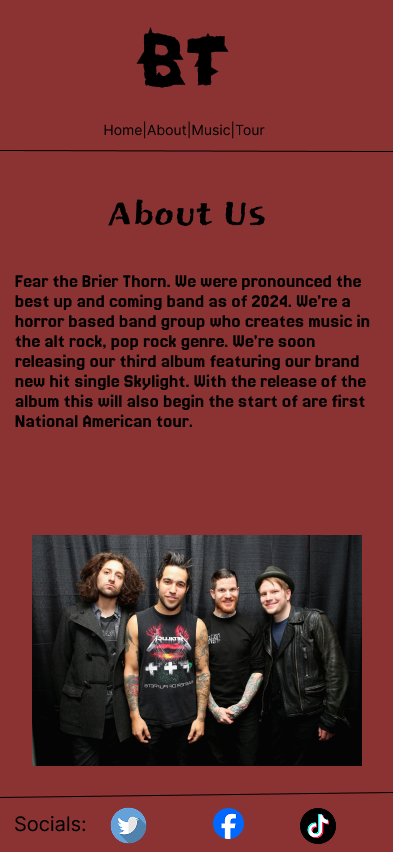 BT
Home|About|Music|Tour
About Us
Fear the Brier Thorn. We were pronounced the
best up and coming band as of 2024. We're a
horror based band group who creates music in
the alt rock, pop rock genre. We're soon
releasing our third album featuring our brand
new hit single Skylight. With the release of the
album this will also begin the start of are first
National American tour.
Socials: